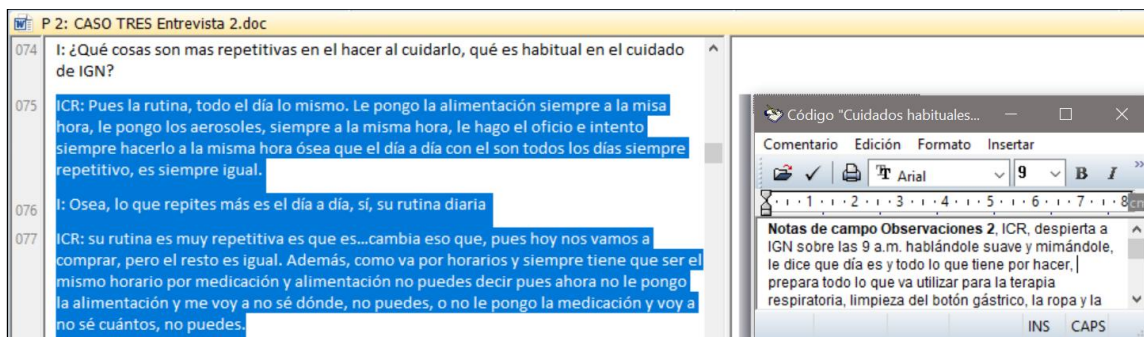 P 2: CASO TRES Entrevista 2.doc
074 I: ¿Qué cosas son mas repetitivas en el hacer al cuidarlo, qué es habitual en el cuidado
de IGN?
075 ICR: Pues la rutina, todo el día lo mismo. Le pongo la alimentación siempre a la misa
hora, le pongo los aerosoles, siempre a la misma hora, le hago el oficio e intento
siempre hacerlo a la misma hora ósea que el día a día con el son todos los días siempre
repetitivo, es siempre igual.
076 I: Osea, lo que repites más es el día a día, sí, su rutina diaria
077 ICR: su rutina es muy repetitiva es que es...cambia eso que, pues hoy nos vamos a
comprar, pero el resto es igual. Además, como va por horarios y siempre tiene que ser el
mismo horario por medicación y alimentación no puedes decir pues ahora no le pongo
la alimentación y me voy a no sé dónde, no puedes, o no le pongo la medicación y voy a
no sé cuántos, no puedes.
Código "Cuidados habituales...
Comentario Edición Formato Insertar
Arial 9 B I »
1 2 3 4 5 6 7 8 cm
Notas de campo Observaciones 2, ICR, despierta a
IGN sobre las 9 a.m. hablándole suave y mimándole,
le dice que día es y todo lo que tiene por hacer,
prepara todo lo que va utilizar para la terapia
respiratoria, limpieza del botón gástrico, la ropa y la
INS CAPS